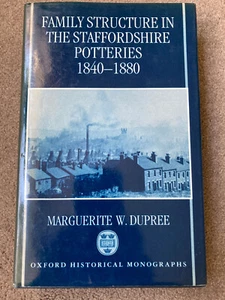 FAMILY STRUCTURE IN
THE STAFFORDSHIRE
POTTERIES
1840–1880
MARGUERITE W. DUPREE
OXFORD HISTORICAL MONOGRAPHS